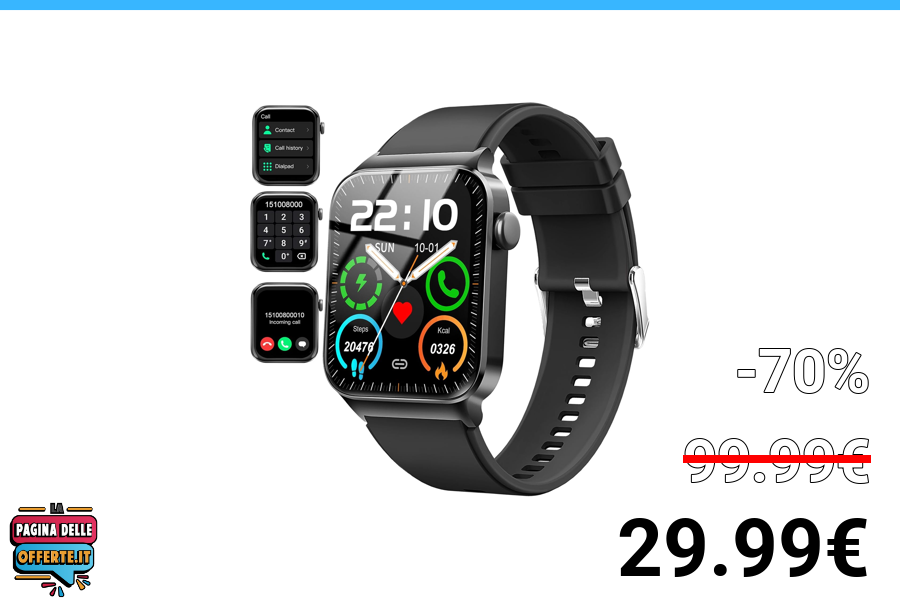 Call
Contact
Call history
Dialpad
151008000
1 2 3
4 5 6
7* 8 9#
0+
15100800010
Incoming call
22:10
SUN 10-01
Steps
20476
Kcal
0326
-70%
99.99€
29.99€
LA
PAGINA DELLE
OFFERTE.IT